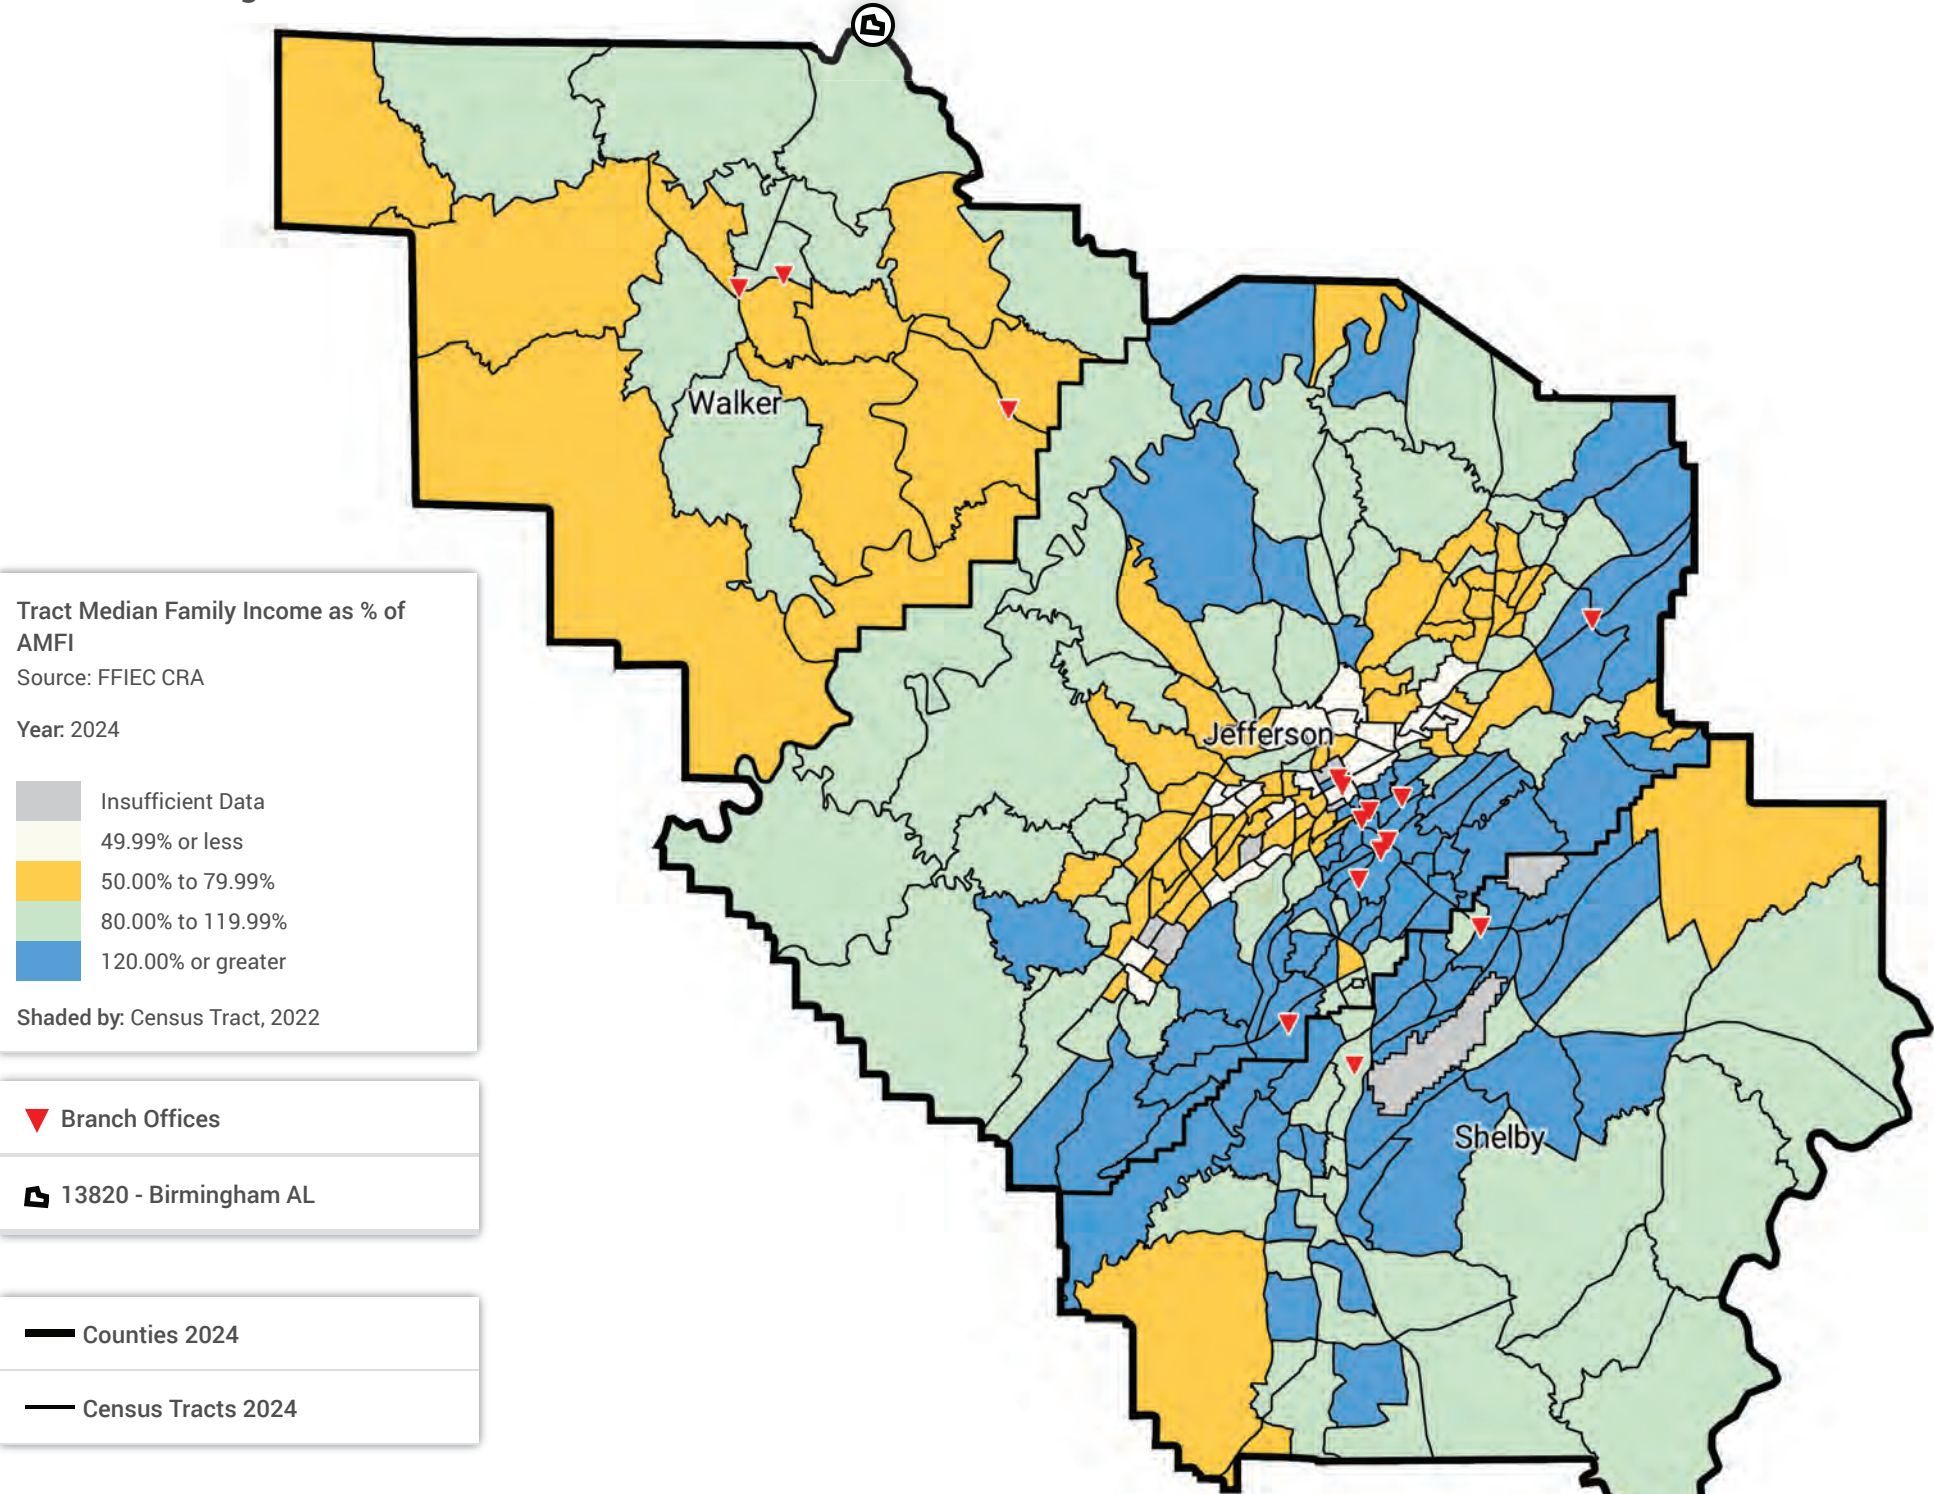 Walker
Jefferson
Shelby
Tract Median Family Income as % of
AMFI
Source: FFIEC CRA
Year: 2024
Insufficient Data
49.99% or less
50.00% to 79.99%
80.00% to 119.99%
120.00% or greater
Shaded by: Census Tract, 2022
Branch Offices
13820 - Birmingham AL
Counties 2024
Census Tracts 2024